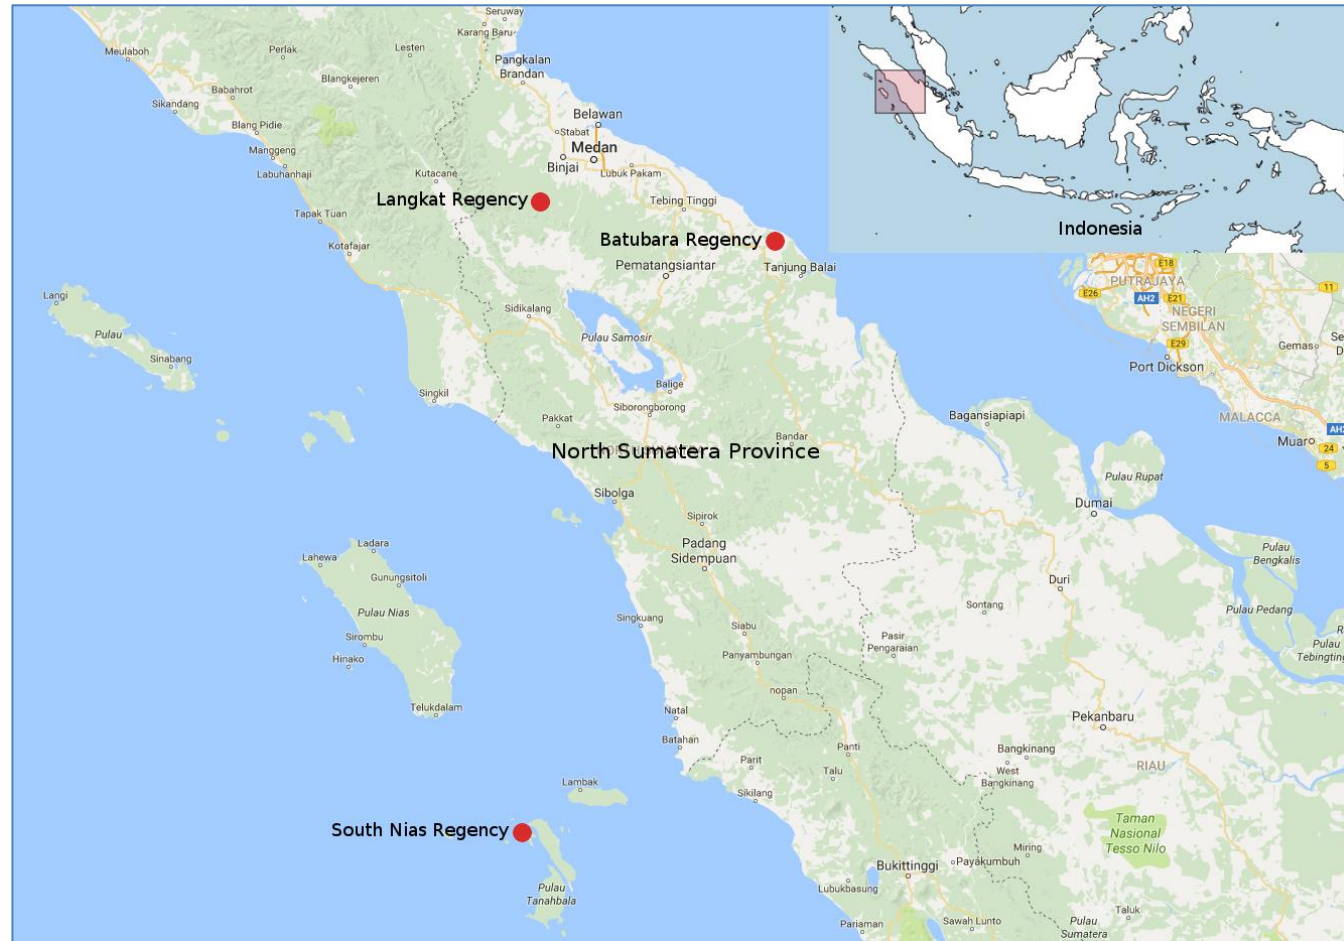 Seruway
Karang Baru
Meulaboh
Perlak
Lesten
Pangkalan
Brandan
Blangkejeren
Babahrot
Sikandang
Belawan
Blang Pidie
Stabat
Medan
Manggeng
Binjai
Labuhanhaji
Kutacane
Lubuk Pakam
Langkat Regency
Tebing Tinggi
Tapak Tuan
Kotafajar
Batubara Regency
Indonesia
Pematangsiantar
Tanjung Balai
E18
PUTRAJAYA
E26
AH2
E21
11
Langi
NEGERI
SEMBILAN
Sidikalang
Pulau
Pulau Samosir
E29
Gemas
Se
D
Sinabang
Port Dickson
Balige
Singkil
Siborongborong
Bagansiapiapi
MALACCA
Pakkat
Bandar
AH2
Muar
North Sumatera Province
24
5
Pulau Rupat
Sibolga
Dumai
Sipirok
Ladara
Padang
Sidempuan
Lahewa
Pulau
Bengkalis
Gunungsitoli
Duri
Pulau Nias
Sontang
Pulau Pedang
Singkuang
Siabu
Sirombu
Pasir
Pengaraian
R
Pulau
Tebingting
Hinako
Panyambungan
nopan
Telukdalam
Natal
Pekanbaru
Batahan
Panti
Bangkinang
Parit
RIAU
Talu
West
Bangkinang
Lambak
Sikilang
South Nias Regency
Taman
Nasional
Tesso Nilo
Miring
Payakumbuh
Bukittinggi
Pulau
Tanahbala
Lubukbasung
Taluk
Pariaman
Sawah Lunto
Pulau
Sumatera